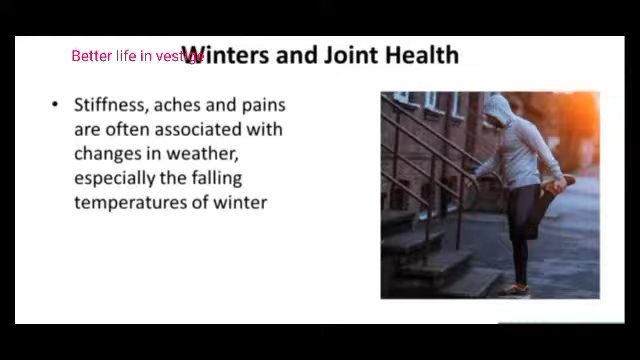 Better life in vestige
Winters and Joint Health
• Stiffness, aches and pains
are often associated with
changes in weather,
especially the falling
temperatures of winter